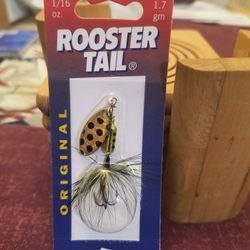 1/16 1.7
oz. gm
ROOSTER
TAIL®
ORIGINAL